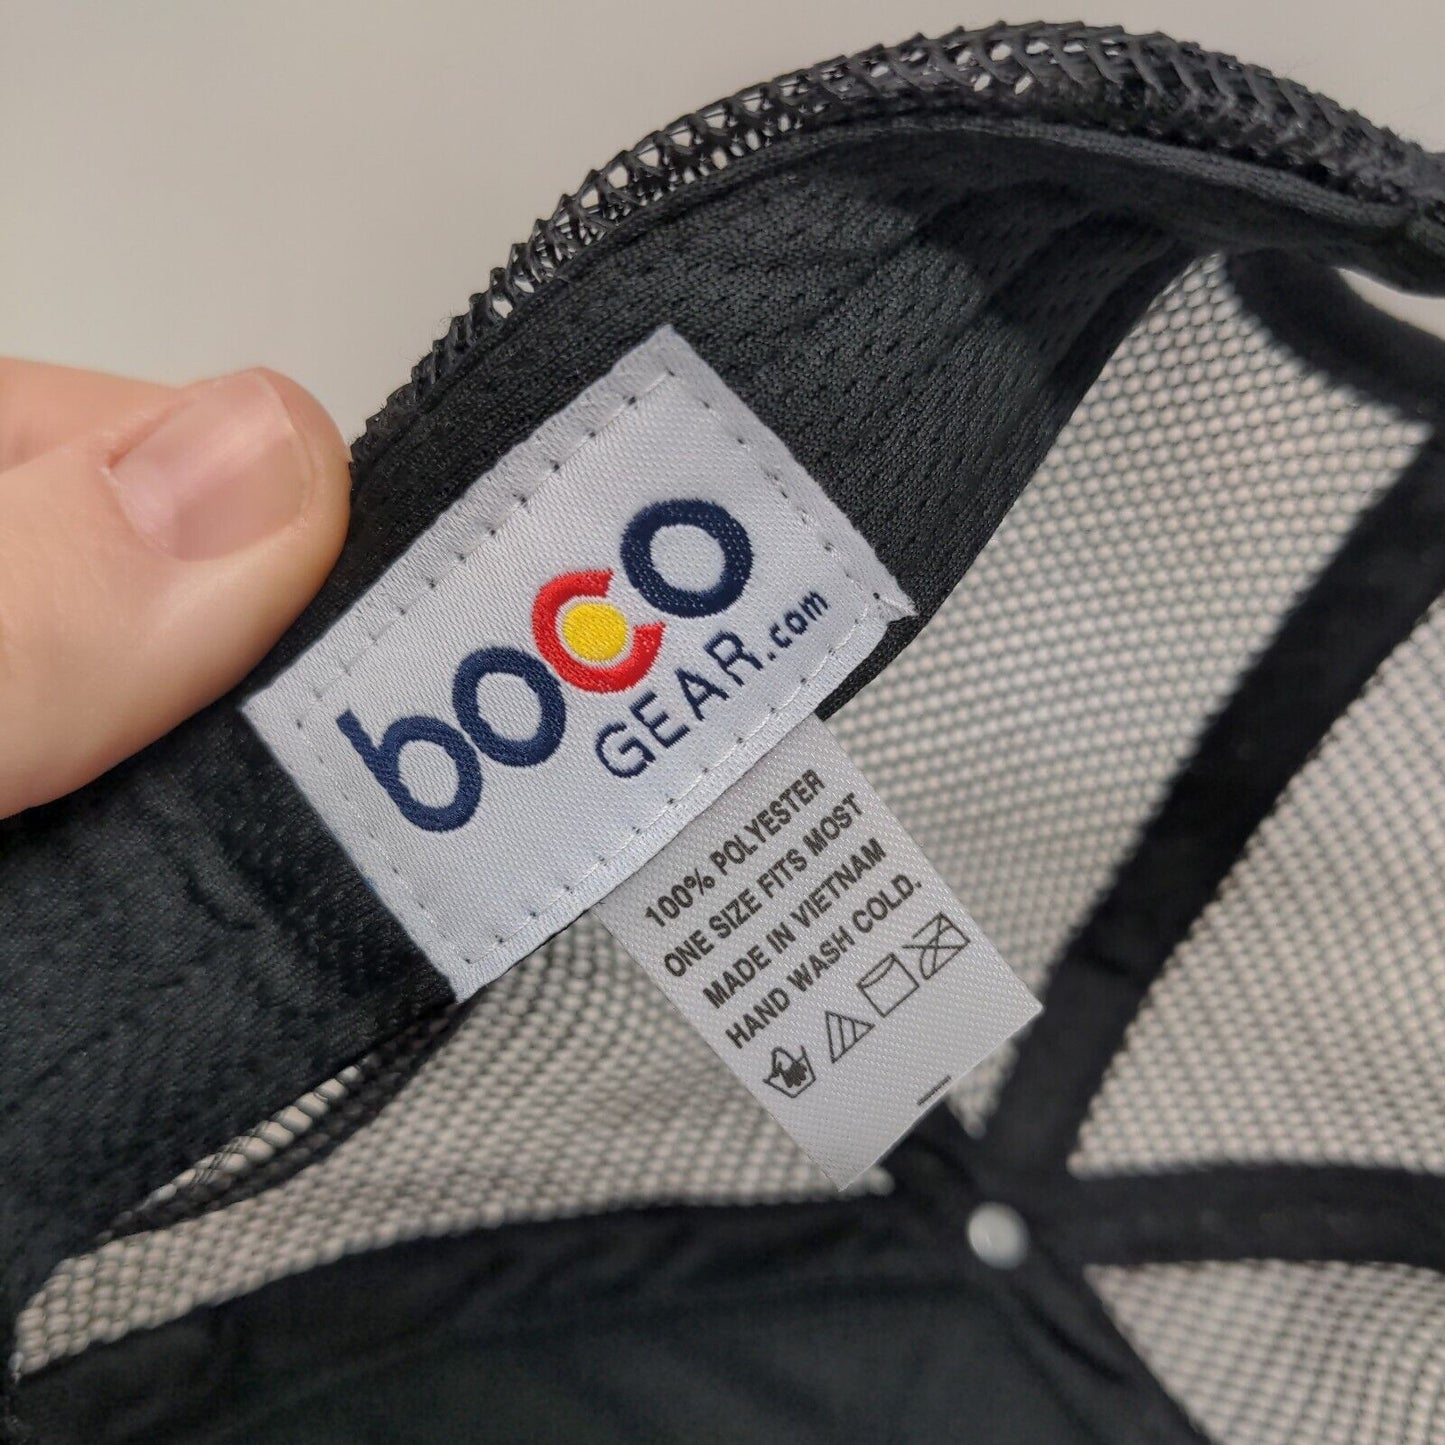 boco
GEAR.com
100% POLYESTER
ONE SIZE FITS MOST
MADE IN VIETNAM
HAND WASH COLD.